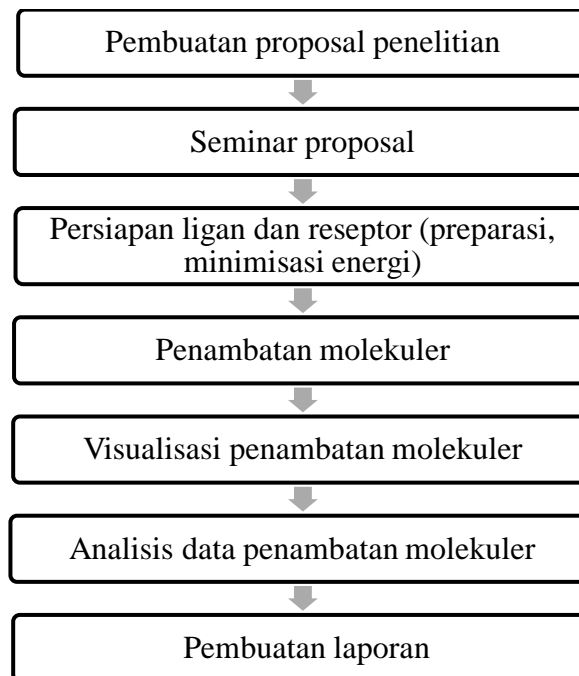 Pembuatan proposal penelitian
Seminar proposal
Persiapan ligan dan reseptor (preparasi,
minimisasi energi)
Penambatan molekuler
Visualisasi penambatan molekuler
Analisis data penambatan molekuler
Pembuatan laporan